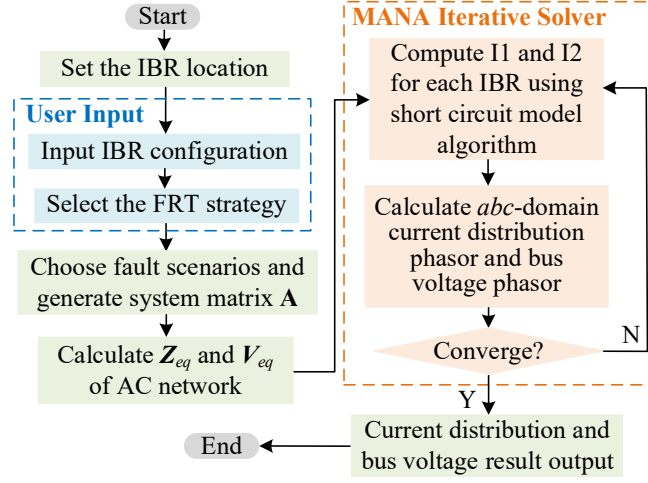 Start
Set the IBR location
User Input
Input IBR configuration
Select the FRT strategy
Choose fault scenarios and
generate system matrix A
Calculate Zeq and Veq
of AC network
MANA Iterative Solver
Compute I1 and I2
for each IBR using
short circuit model
algorithm
Calculate abc-domain
current distribution
phasor and bus
voltage phasor
Converge?
N
Y
Current distribution and
bus voltage result output
End